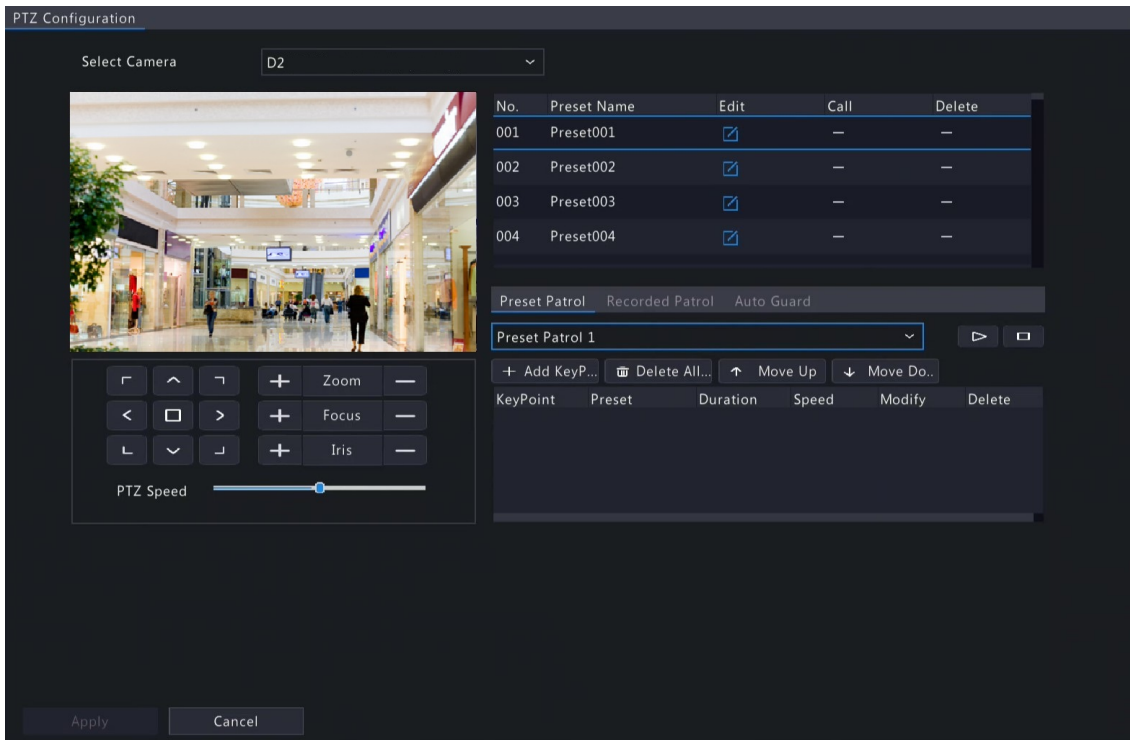 PTZ Configuration
Select Camera
D2
No. Preset Name Edit Call Delete
001 Preset001
002 Preset002
003 Preset003
004 Preset004
Preset Patrol Recorded Patrol Auto Guard
Preset Patrol 1
Add KeyP... Delete All... Move Up Move Do..
KeyPoint Preset Duration Speed Modify Delete
Zoom
Focus
Iris
PTZ Speed
Apply Cancel